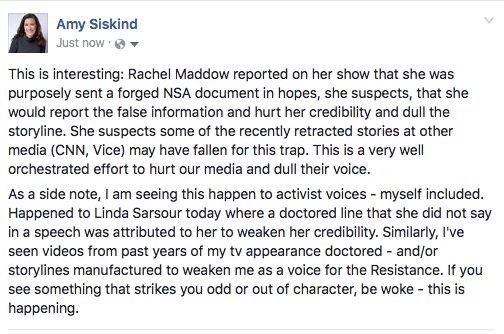 Amy Siskind
Just now ·
This is interesting: Rachel Maddow reported on her show that she was
purposely sent a forged NSA document in hopes, she suspects, that she
would report the false information and hurt her credibility and dull the
storyline. She suspects some of the recently retracted stories at other
media (CNN, Vice) may have fallen for this trap. This is a very well
orchestrated effort to hurt our media and dull their voice.
As a side note, I am seeing this happen to activist voices - myself included.
Happened to Linda Sarsour today where a doctored line that she did not say
in a speech was attributed to her to weaken her credibility. Similarly, I've
seen videos from past years of my tv appearance doctored - and/or
storylines manufactured to weaken me as a voice for the Resistance. If you
see something that strikes you odd or out of character, be woke - this is
happening.